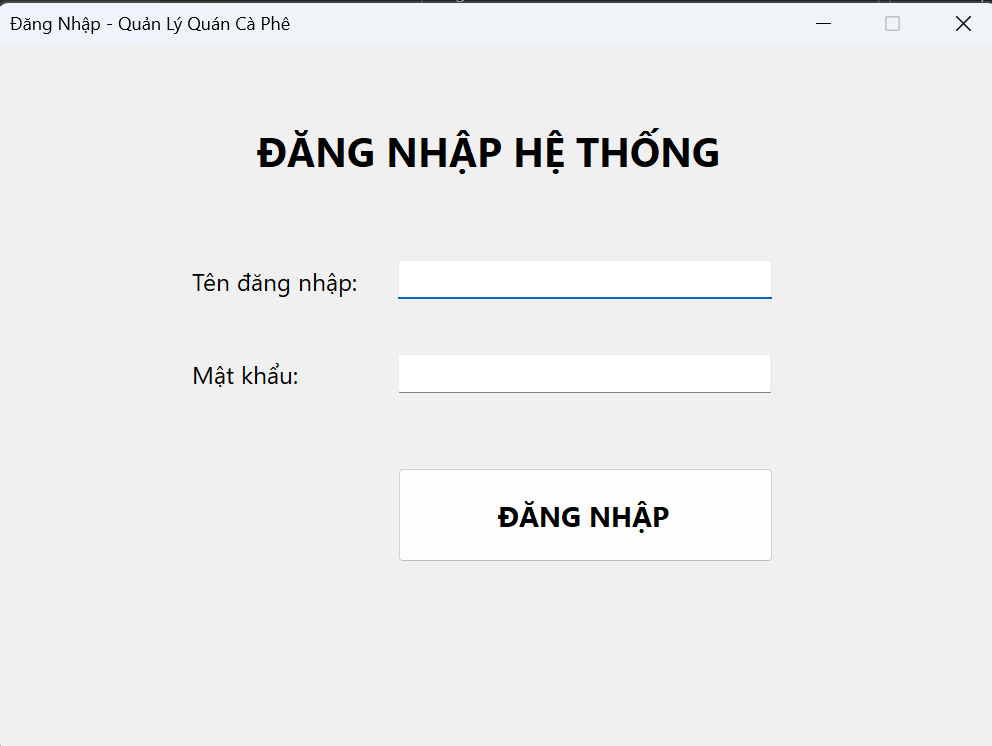 Đăng Nhập - Quản Lý Quán Cà Phê
ĐĂNG NHẬP HỆ THỐNG
Tên đăng nhập:
Mật khẩu:
ĐĂNG NHẬP